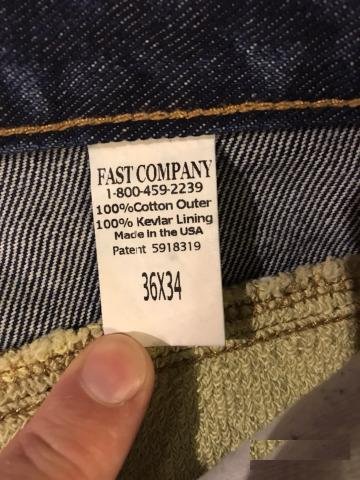 FAST COMPANY
1-800-459-2239
100%Cotton Outer
100% Kevlar Lining
Made In the USA
Patent 5918319
36X34